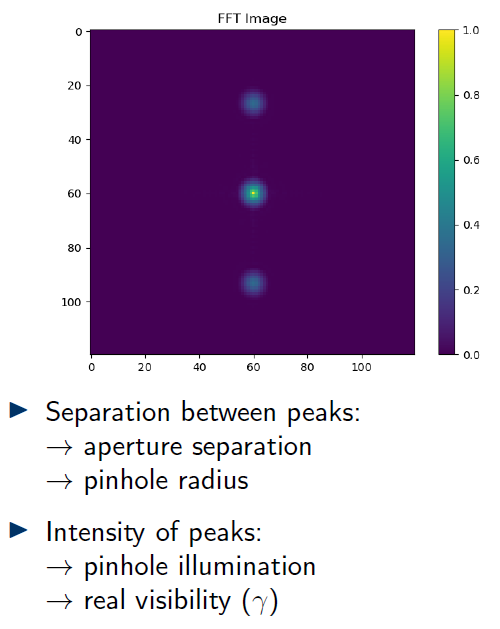 FFT Image
0
20
40
60
80
100
0 20 40 60 80 100
1.0
0.8
0.6
0.4
0.2
0.0
▶ Separation between peaks:
→ aperture separation
→ pinhole radius
▶ Intensity of peaks:
→ pinhole illumination
→ real visibility (γ)